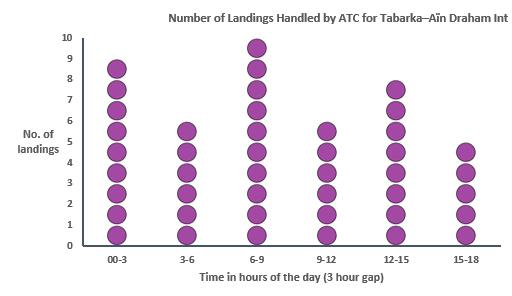 Number of Landings Handled by ATC for Tabarka–Aïn Draham Int
10
9
8
7
6
5
4
3
2
1
0
No. of
landings
00-3 3-6 6-9 9-12 12-15 15-18
Time in hours of the day (3 hour gap)